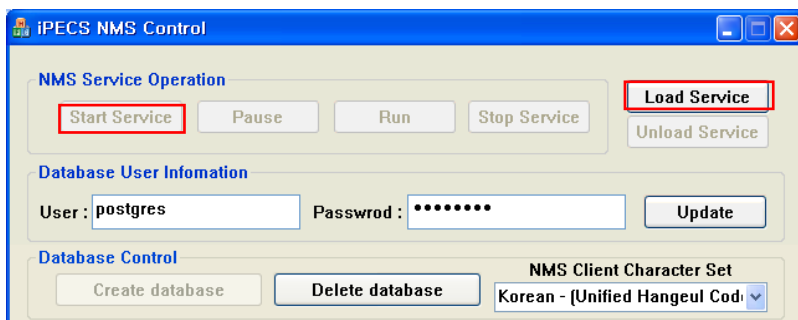 iPECS NMS Control
NMS Service Operation
Start Service Pause Run Stop Service
Load Service
Unload Service
Database User Infomation
User : postgres Passwrod : •••••••• Update
Database Control
Create database Delete database
NMS Client Character Set
Korean - (Unified Hangeul Cod